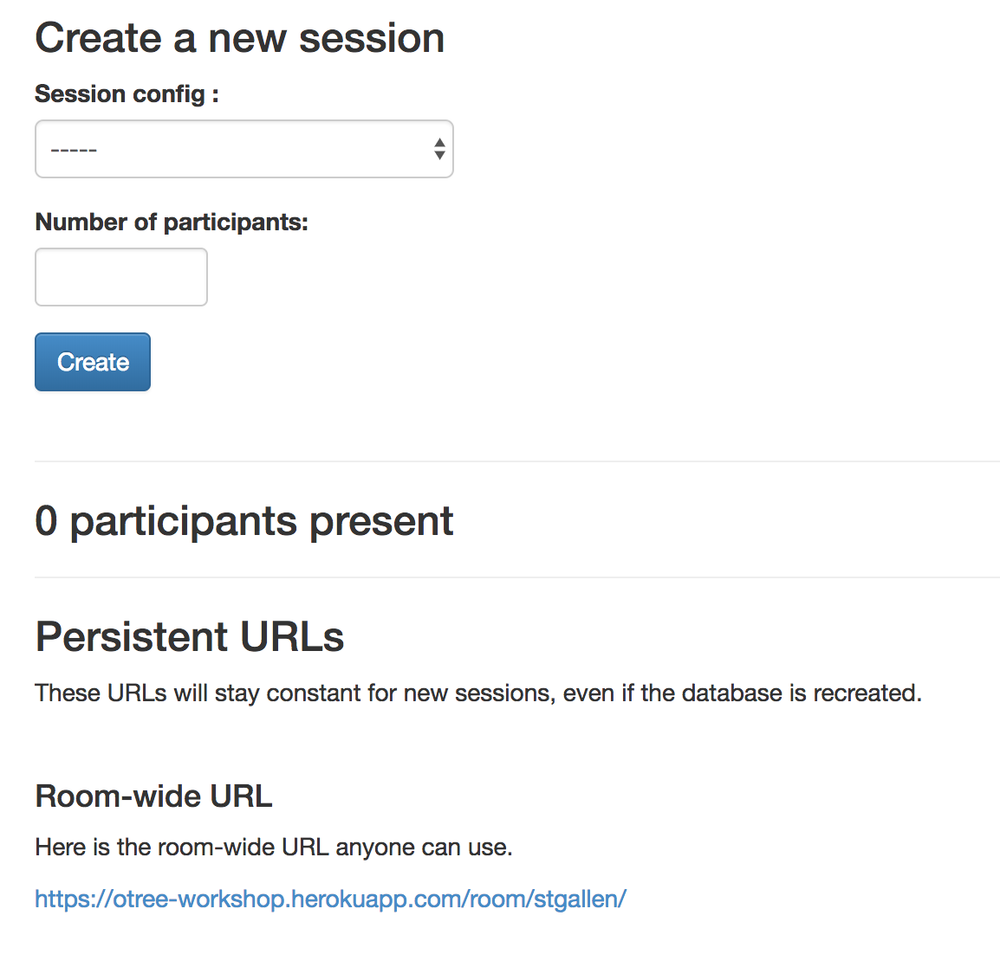 Create a new session
Session config :
-----
Number of participants:
Create
0 participants present
Persistent URLs
These URLs will stay constant for new sessions, even if the database is recreated.
Room-wide URL
Here is the room-wide URL anyone can use.
https://otree-workshop.herokuapp.com/room/stgallen/